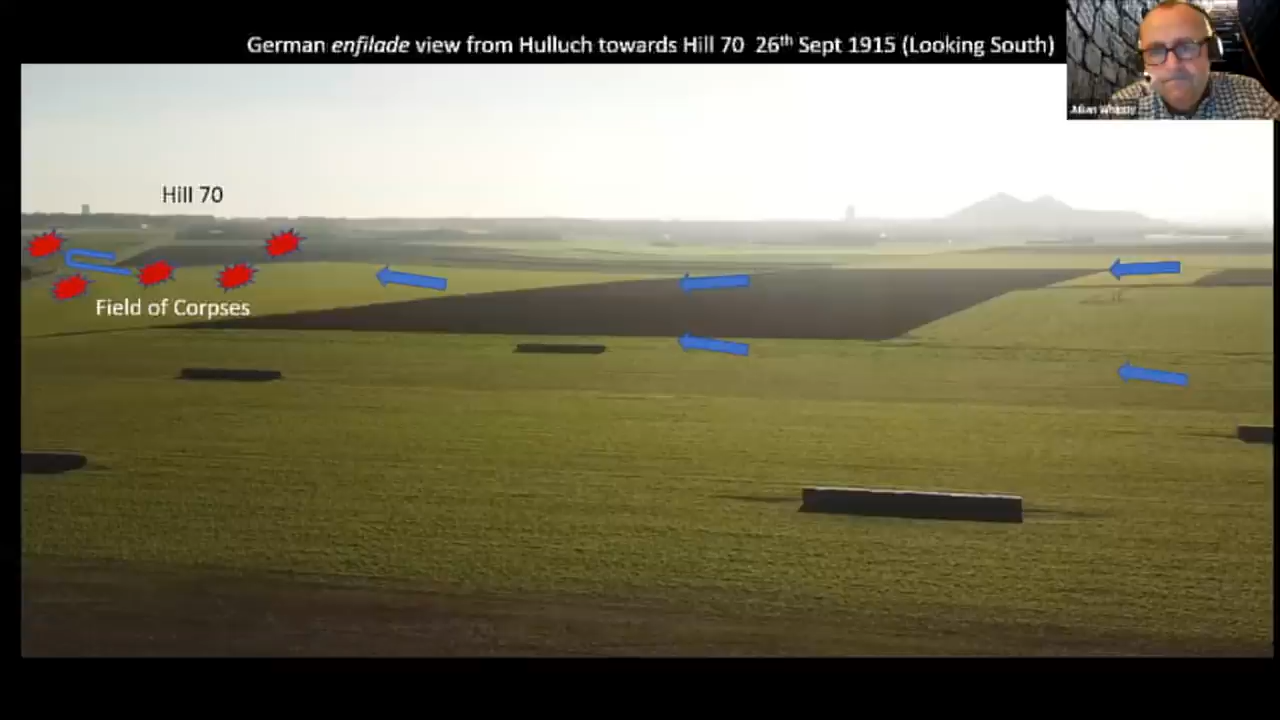 German enfilade view from Hulluch towards Hill 70 26th Sept 1915 (Looking South)
Hill 70
Field of Corpses